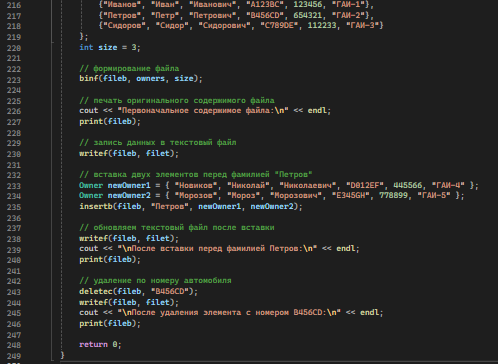 216 {"Иванов", "Иван", "Иванович", "A123BC", 123456, "ГАИ-1"},
217 {"Петров", "Петр", "Петрович", "B456CD", 654321, "ГАИ-2"},
218 {"Сидоров", "Сидор", "Сидорович", "C789DE", 112233, "ГАИ-3"}
219 };
220 int size = 3;
221
222 // формирование файла
223 binf(fileb, owners, size);
224
225 // печать оригинального содержимого файла
226 cout << "Первоначальное содержимое файла:\n" << endl;
227 print(fileb);
228
229 // запись данных в текстовый файл
230 writef(fileb, filet);
231
232 // вставка двух элементов перед фамилией "Петров"
233 Owner newOwner1 = { "Новиков", "Николай", "Николаевич", "D012EF", 445566, "ГАИ-4" };
234 Owner newOwner2 = { "Морозов", "Мороз", "Морозович", "E345GH", 778899, "ГАИ-5" };
235 insertb(fileb, "Петров", newOwner1, newOwner2);
236
237 // обновляем текстовый файл после вставки
238 writef(fileb, filet);
239 cout << "\nПосле вставки перед фамилией Петров:\n" << endl;
240 print(fileb);
241
242 // удаление по номеру автомобиля
243 deletec(fileb, "B456CD");
244 writef(fileb, filet);
245 cout << "\nПосле удаления элемента с номером B456CD:\n" << endl;
246 print(fileb);
247
248 return 0;
249 }